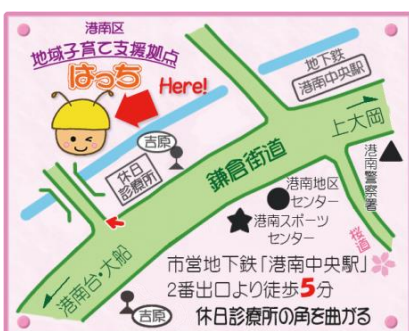 港南区
地域子育て支援拠点
はっち
Here!
地下鉄
港南中央駅
上大岡
吉原
休日
診療所
鎌倉街道
港南警察署
港南地区
センター
港南スポーツ
センター
桜道
港南台・大船
吉原
市営地下鉄「港南中央駅」
2番出口より徒歩5分
休日診療所の角を曲がる